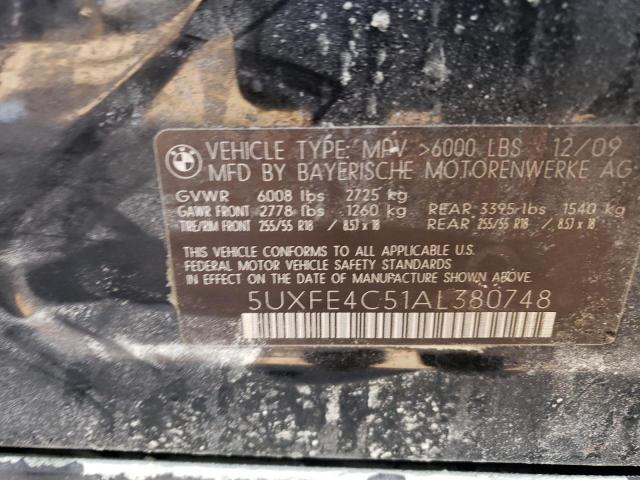 BMW
VEHICLE TYPE: MPV >6000 LBS 12/09
MFD BY BAYERISCHE MOTORENWERKE AG
GVWR 6008 lbs 2725 kg
GAWR FRONT 2778 lbs 1260 kg REAR 3395 lbs 1540 kg
TIRE/RIM FRONT 255/55 R18 // 8.5J x 18 REAR 255/55 R18 // 8.5J x 18
THIS VEHICLE CONFORMS TO ALL APPLICABLE U.S.
FEDERAL MOTOR VEHICLE SAFETY STANDARDS IN
EFFECT ON THE DATE OF MANUFACTURE SHOWN ABOVE.
5UXFE4C51AL380748